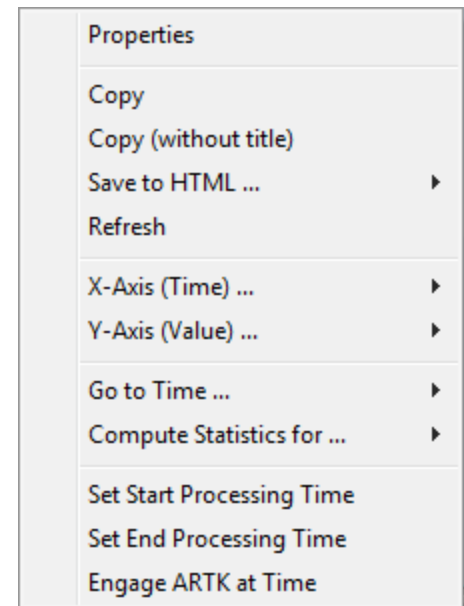 Properties
Copy
Copy (without title)
Save to HTML ...
Refresh
X-Axis (Time) ...
Y-Axis (Value) ...
Go to Time ...
Compute Statistics for ...
Set Start Processing Time
Set End Processing Time
Engage ARTK at Time